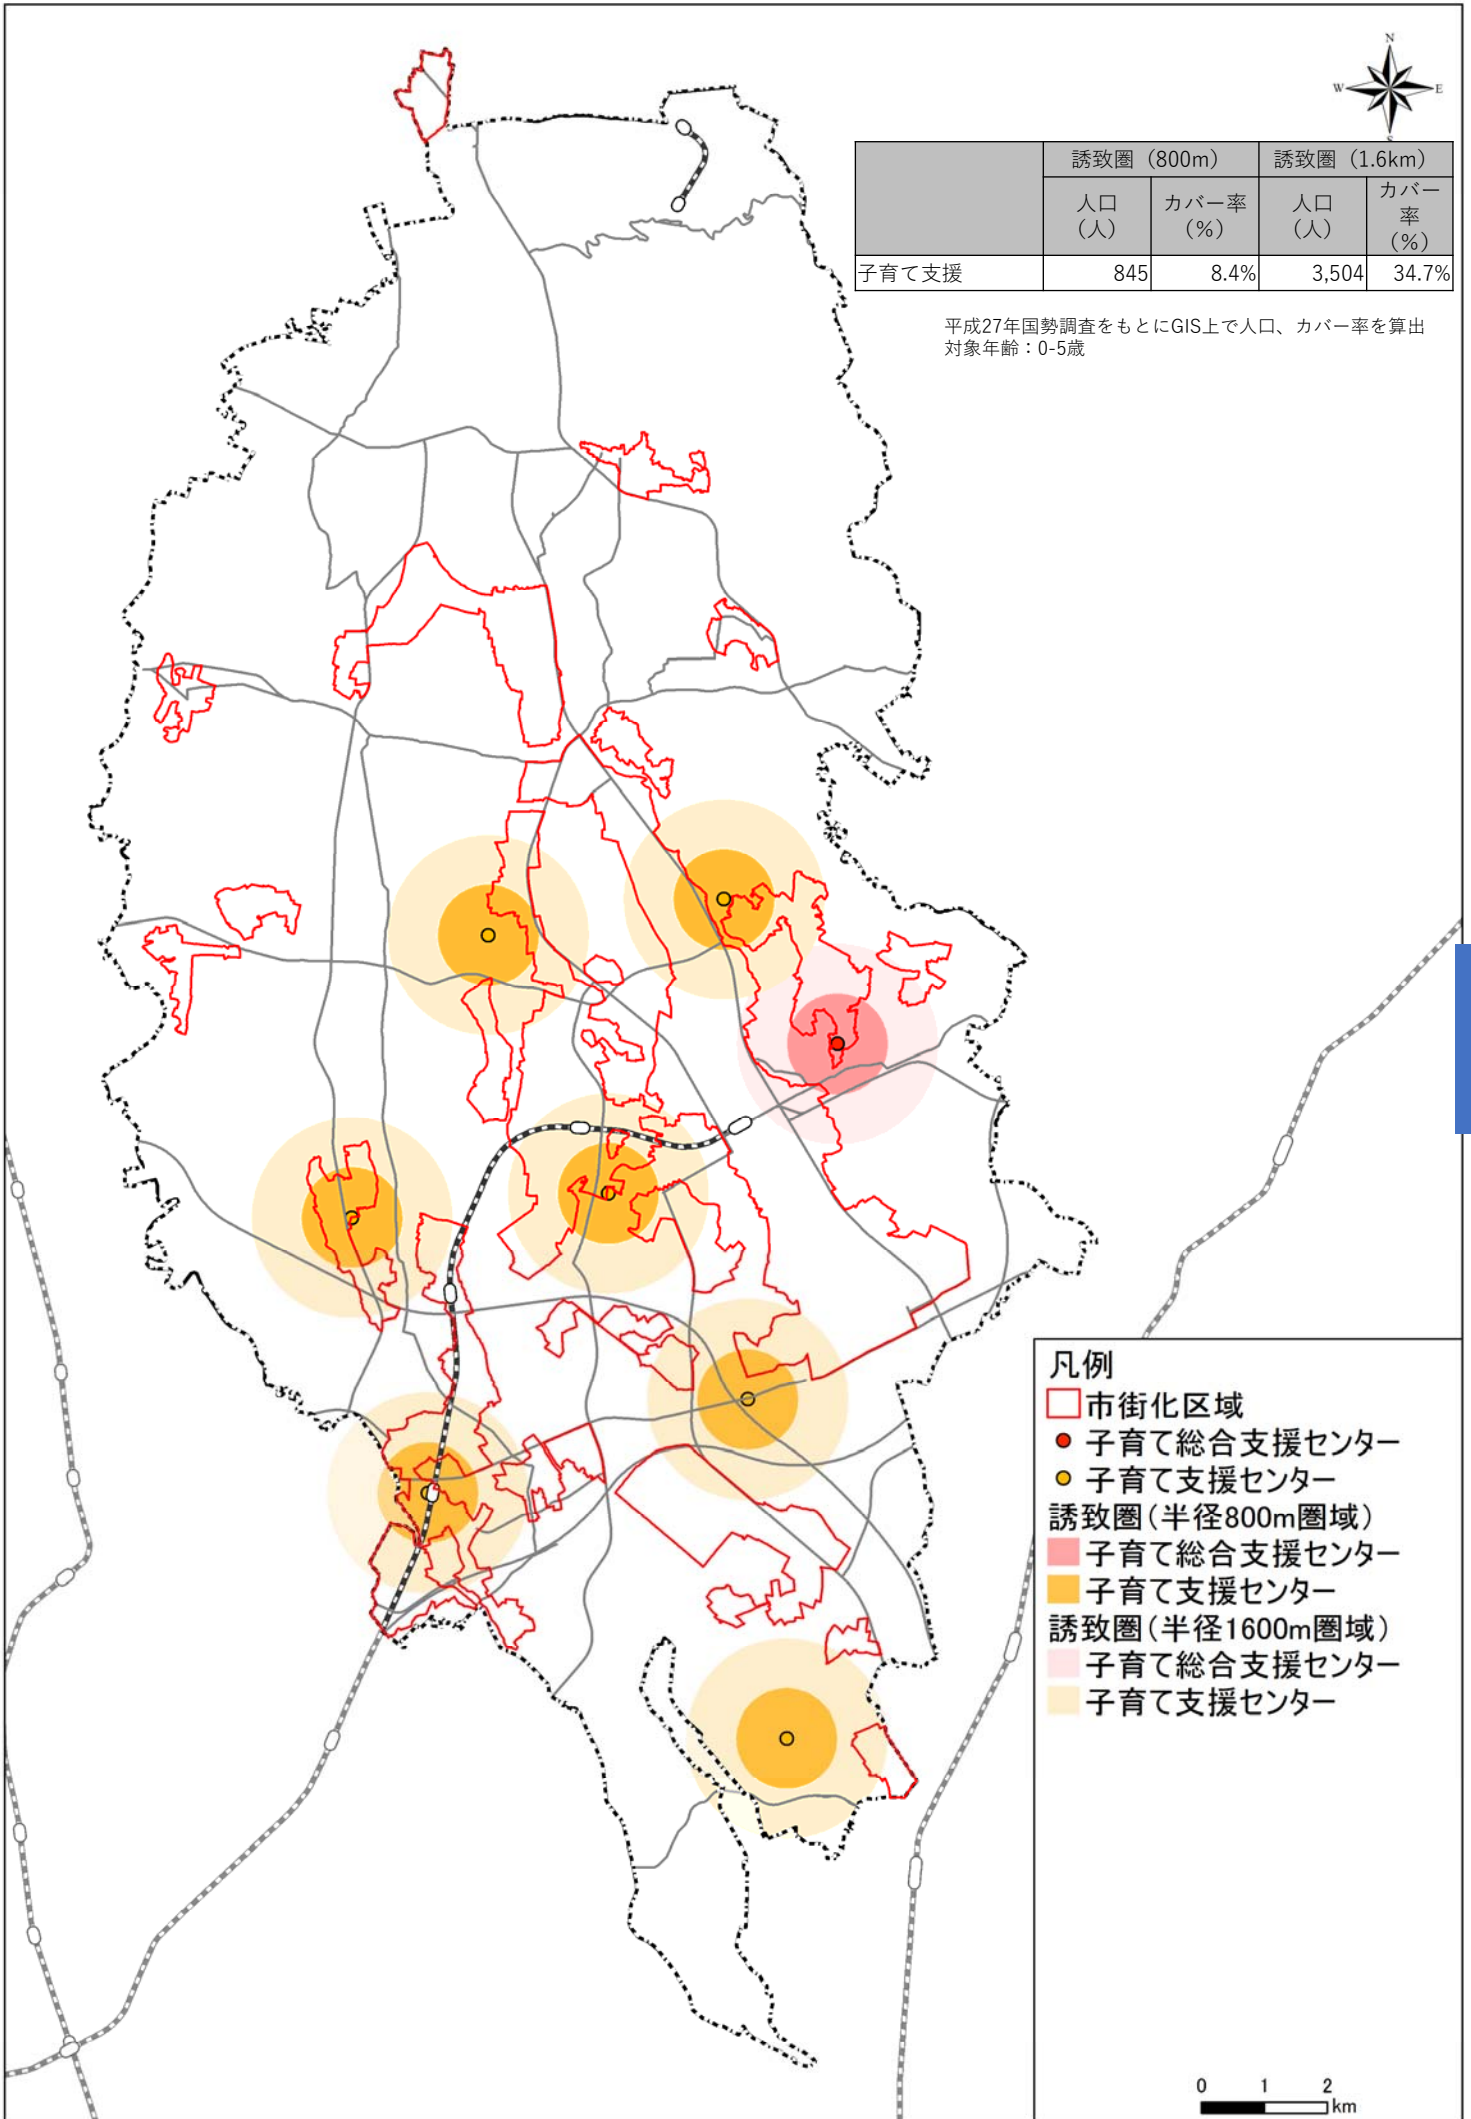 N
W
E
S
誘致圏（800m）
誘致圏（1.6km）
人口
（人）
カバー率
（%）
人口
（人）
カバー
率
（%）
子育て支援 845 8.4% 3,504 34.7%
平成27年国勢調査をもとにGIS上で人口、カバー率を算出
対象年齢：0-5歳
凡例
市街化区域
子育て総合支援センター
子育て支援センター
誘致圏(半径800m圏域)
子育て総合支援センター
子育て支援センター
誘致圏(半径1600m圏域)
子育て総合支援センター
子育て支援センター
0 1 2
km